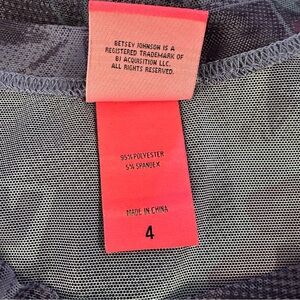 BETSEY JOHNSON IS A
REGISTERED TRADEMARK OF
BJ ACQUISITION LLC.
ALL RIGHTS RESERVED.
95% POLYESTER
5% SPANDEX
MADE IN CHINA
4